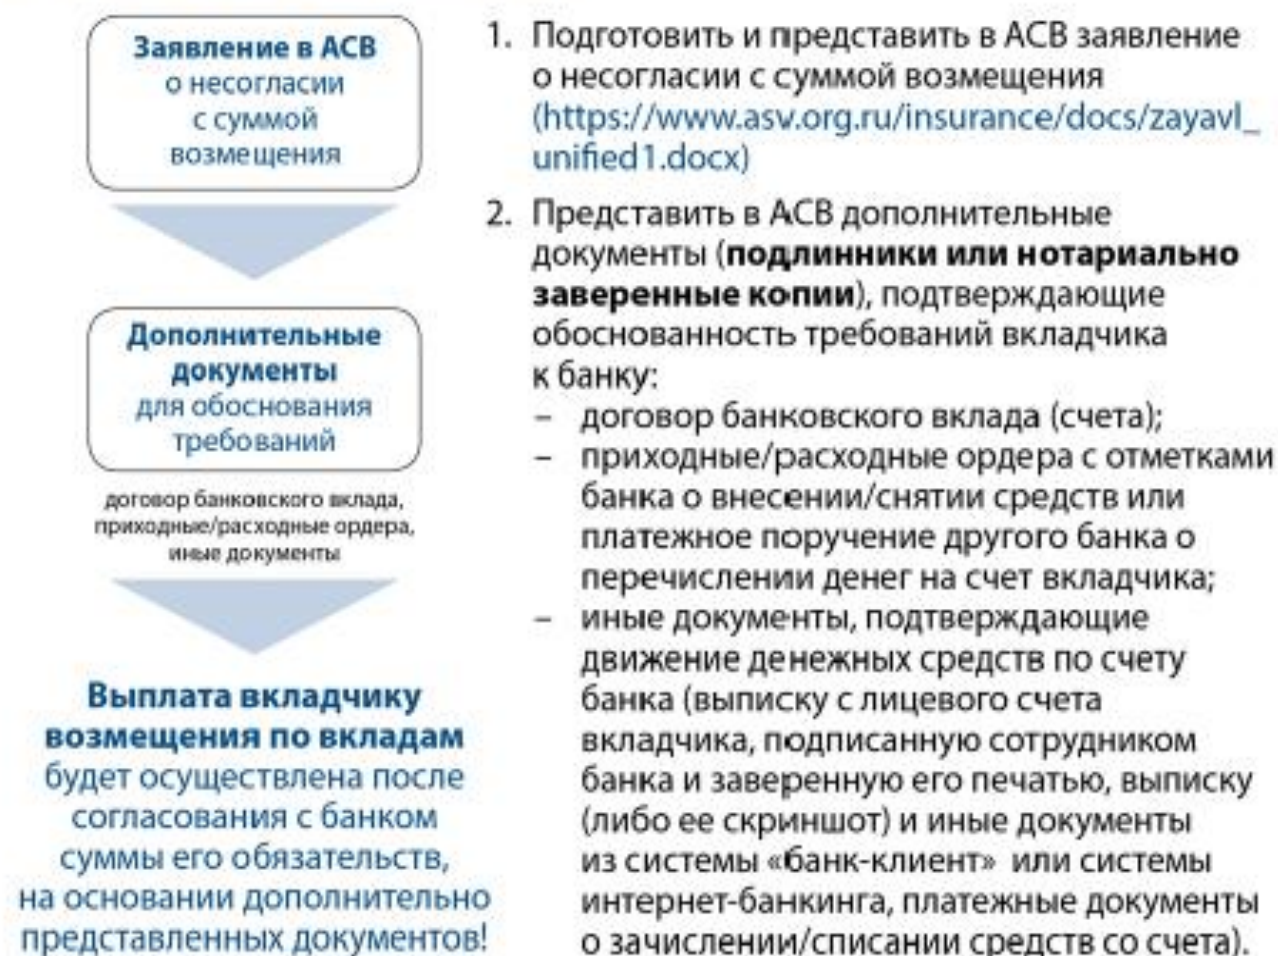 Заявление в АСВ
о несогласии
с суммой
возмещения
Дополнительные
документы
для обоснования
требований
договор банковского вклада,
приходные/расходные ордера,
иные документы
Выплата вкладчику
возмещения по вкладам
будет осуществлена после
согласования с банком
суммы его обязательств,
на основании дополнительно
представленных документов!
1. Подготовить и представить в АСВ заявление
о несогласии с суммой возмещения
(https://www.asv.org.ru/insurance/docs/zayavl_
unified1.docx)
2. Представить в АСВ дополнительные
документы (подлинники или нотариально
заверенные копии), подтверждающие
обоснованность требований вкладчика
к банку:
– договор банковского вклада (счета);
– приходные/расходные ордера с отметками
банка о внесении/снятии средств или
платежное поручение другого банка о
перечислении денег на счет вкладчика;
– иные документы, подтверждающие
движение денежных средств по счету
банка (выписку с лицевого счета
вкладчика, подписанную сотрудником
банка и заверенную его печатью, выписку
(либо ее скриншот) и иные документы
из системы «банк-клиент» или системы
интернет-банкинга, платежные документы
о зачислении/списании средств со счета).